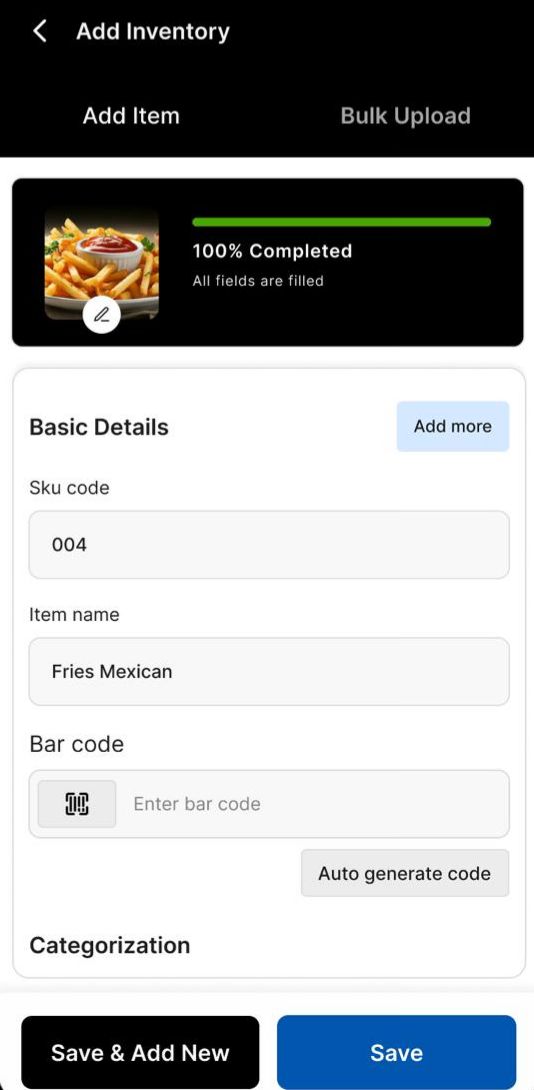 Add Inventory
Add Item
Bulk Upload
100% Completed
All fields are filled
Basic Details
Add more
Sku code
004
Item name
Fries Mexican
Bar code
Enter bar code
Auto generate code
Categorization
Save & Add New
Save